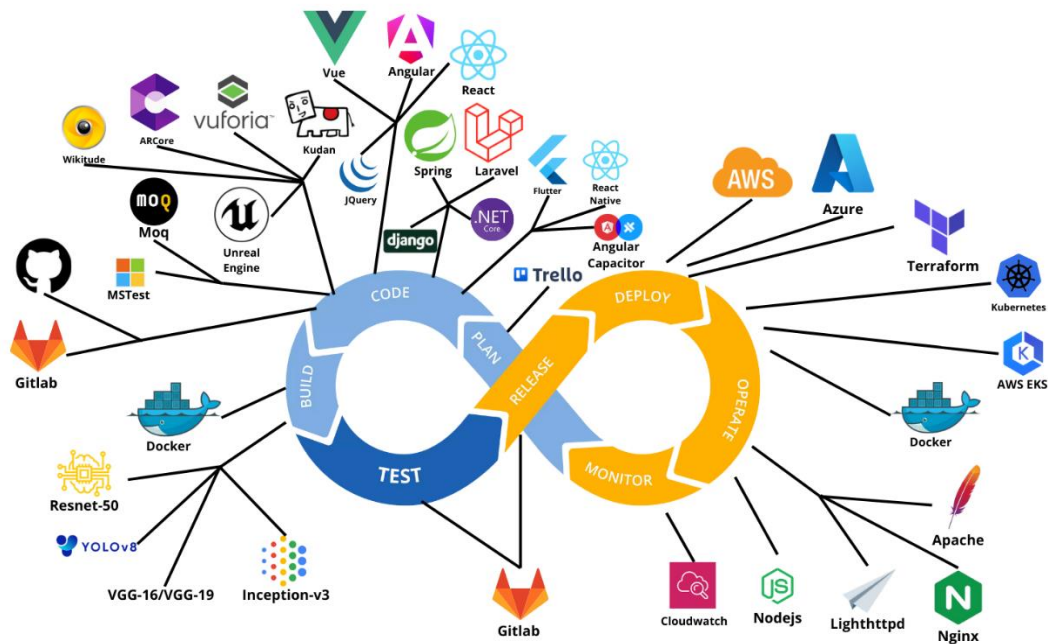 Vue
Angular
React
Wikitude
ARCore
vuforia™
Kudan
JQuery
Spring
Laravel
Flutter
React
Native
AWS
Azure
moq
Moq
Unreal
Engine
django
.NET
Core
Angular
Capacitor
Terraform
MSTest
Trello
Kubernetes
Gitlab
CODE
PLAN
RELEASE
DEPLOY
BUILD
TEST
OPERATE
MONITOR
K
AWS EKS
Docker
Docker
Resnet-50
YOLOv8
VGG-16/VGG-19
Inception-v3
Gitlab
Cloudwatch
JS
Nodejs
Lighthttpd
Apache
N
Nginx